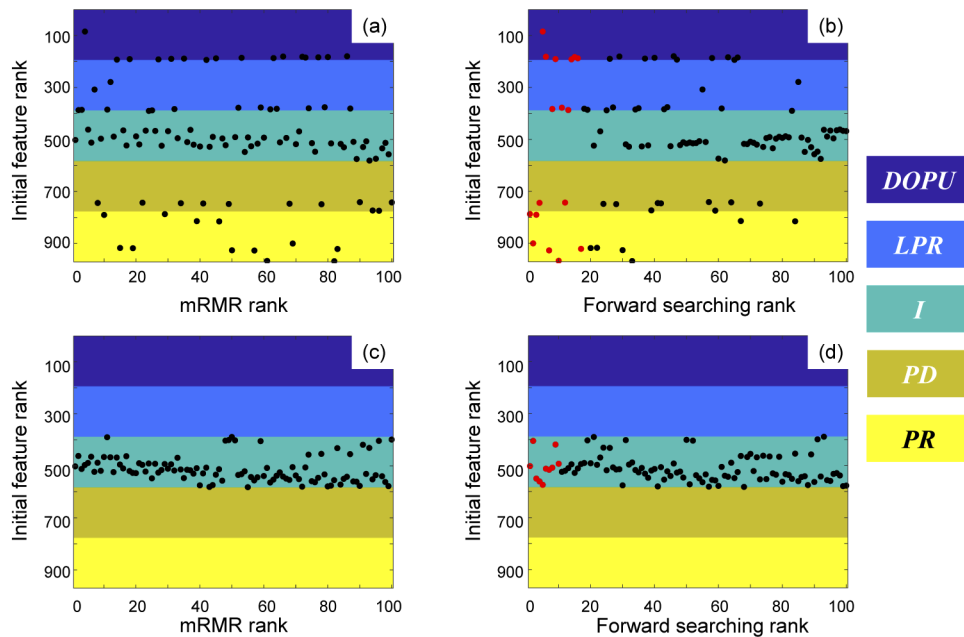 (a)
Initial feature rank
100
300
500
700
900
0 20 40 60 80 100
mRMR rank
(b)
Initial feature rank
100
300
500
700
900
0 20 40 60 80 100
Forward searching rank
(c)
Initial feature rank
100
300
500
700
900
0 20 40 60 80 100
mRMR rank
(d)
Initial feature rank
100
300
500
700
900
0 20 40 60 80 100
Forward searching rank
DOPU
LPR
I
PD
PR